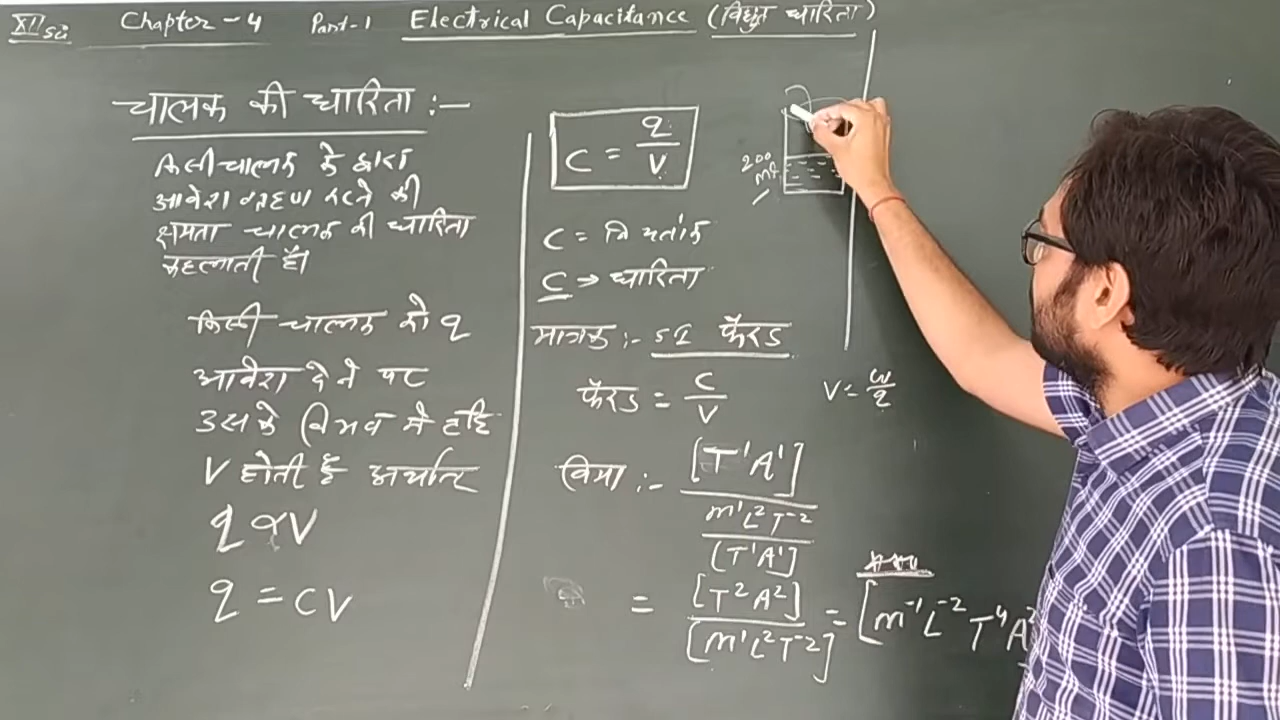 XII sci Chapter - 4 Part-1 Electrical Capacitance (विद्युत धारिता)
चालक की धारिता :-
किसी चालक के द्वारा
आवेश ग्रहण करने की
क्षमता चालक की धारिता
कहलाती है।
किसी चालक को q
आवेश देने पर
उसके विभव में वृद्धि
V होती है अर्थात
q ∝ V
q = CV
C = q/V
C = नियतांक
C → धारिता
मात्रक :- SI फॅरड
फॅरड = C/V
विमा :- [T¹A¹]
M¹L²T⁻²
[T¹A¹]
= [T²A²]/[M¹L²T⁻²] = [M⁻¹L⁻²T⁴A²
200
V = W/q